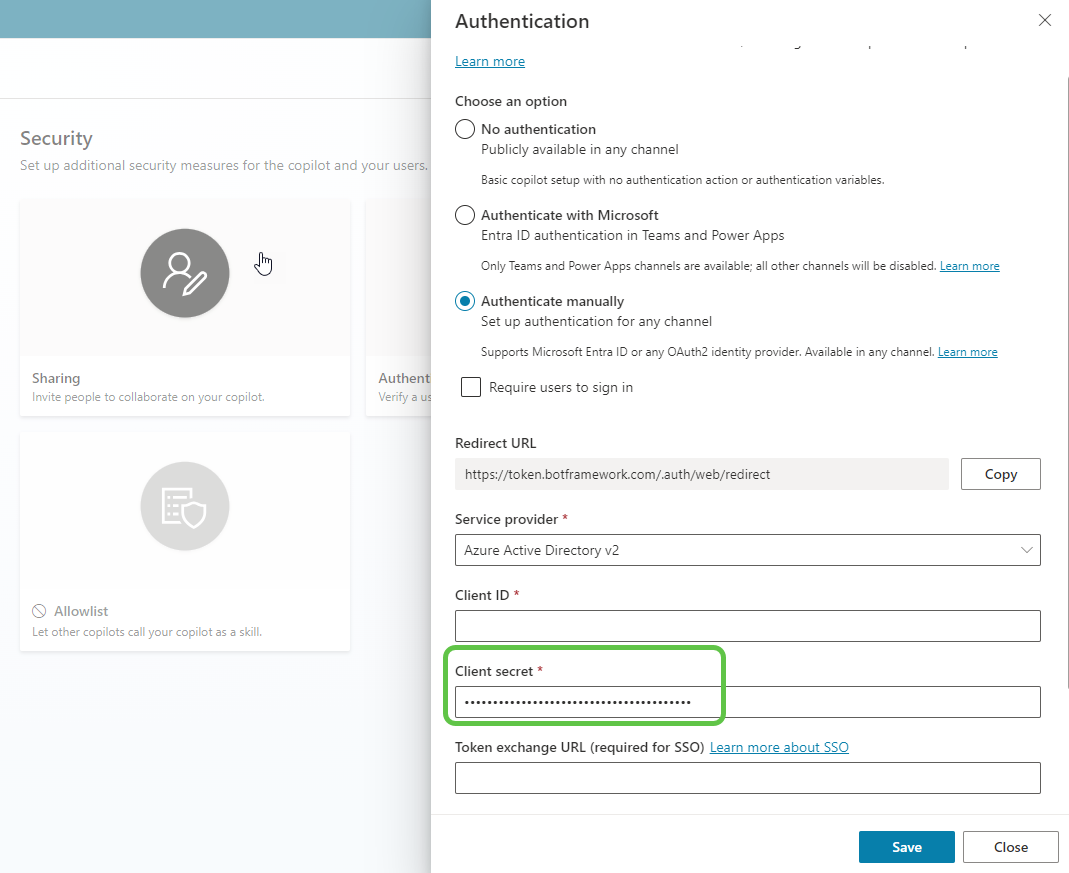 Authentication
Learn more
Choose an option
No authentication
Publicly available in any channel
Basic copilot setup with no authentication action or authentication variables.
Authenticate with Microsoft
Entra ID authentication in Teams and Power Apps
Only Teams and Power Apps channels are available; all other channels will be disabled. Learn more
Authenticate manually
Set up authentication for any channel
Supports Microsoft Entra ID or any OAuth2 identity provider. Available in any channel. Learn more
Require users to sign in
Redirect URL
https://token.botframework.com/.auth/web/redirect
Copy
Service provider *
Azure Active Directory v2
Client ID *
Client secret *
••••••••••••••••••••••••••••••••••••••••
Token exchange URL (required for SSO) Learn more about SSO
Save
Close
Security
Set up additional security measures for the copilot and your users.
Sharing
Invite people to collaborate on your copilot.
Authent
Verify a us
Allowlist
Let other copilots call your copilot as a skill.